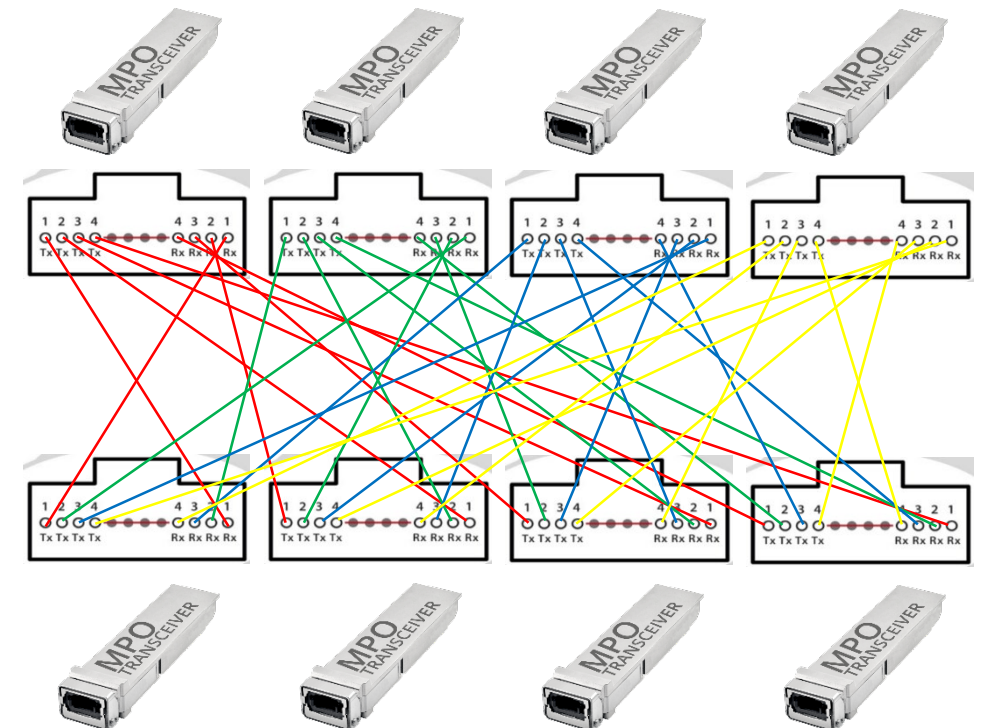 MPO
TRANSCEIVER
MPO
TRANSCEIVER
MPO
TRANSCEIVER
MPO
TRANSCEIVER
1 2 3 4 4 3 2 1
Tx Tx Tx Tx Rx Rx Rx Rx
1 2 3 4 4 3 2 1
Tx Tx Tx Tx Rx Rx Rx Rx
1 2 3 4 4 3 2 1
Tx Tx Tx Tx Rx Rx Rx Rx
1 2 3 4 4 3 2 1
Tx Tx Tx Tx Rx Rx Rx Rx
1 2 3 4 4 3 2 1
Tx Tx Tx Tx Rx Rx Rx Rx
1 2 3 4 4 3 2 1
Tx Tx Tx Tx Rx Rx Rx Rx
1 2 3 4 4 3 2 1
Tx Tx Tx Tx Rx Rx Rx Rx
1 2 3 4 4 3 2 1
Tx Tx Tx Tx Rx Rx Rx Rx
MPO
TRANSCEIVER
MPO
TRANSCEIVER
MPO
TRANSCEIVER
MPO
TRANSCEIVER